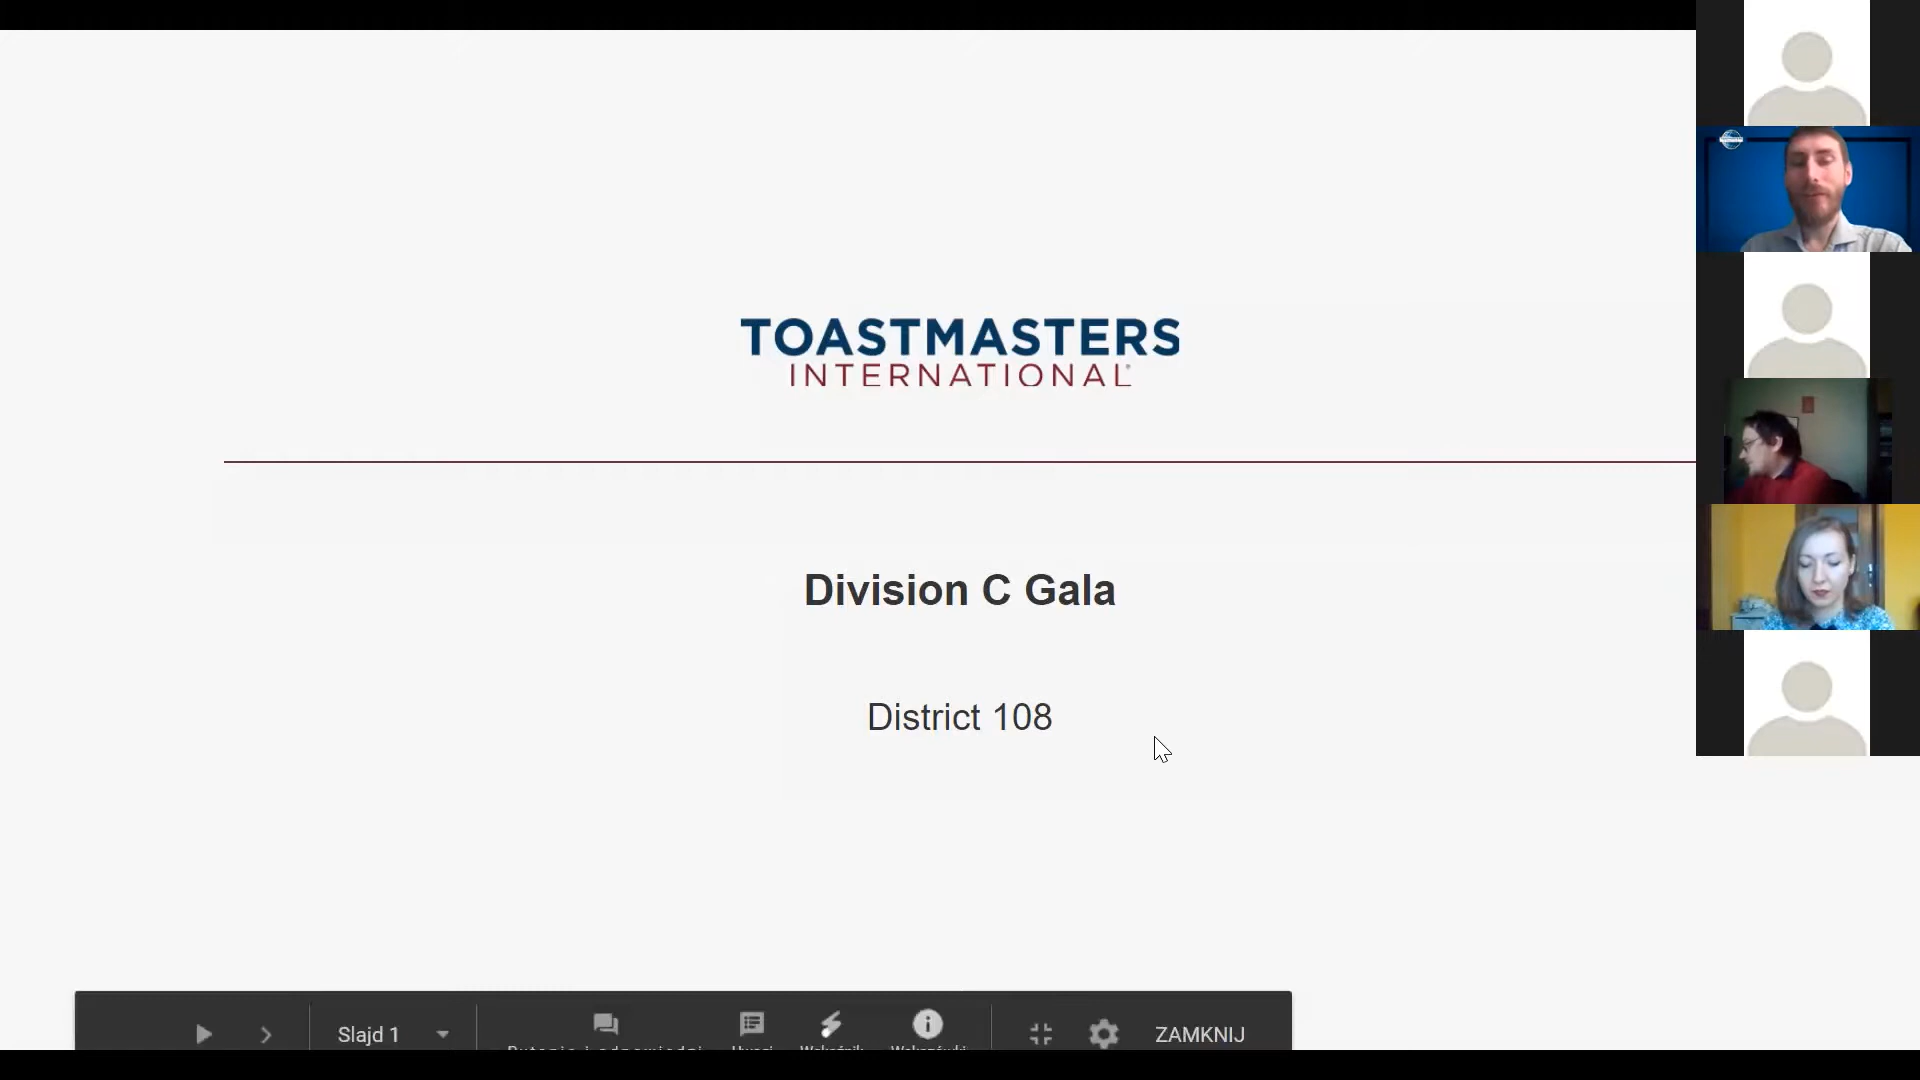 TOASTMASTERS
INTERNATIONAL
Division C Gala
District 108
Slajd 1
ZAMKNIJ